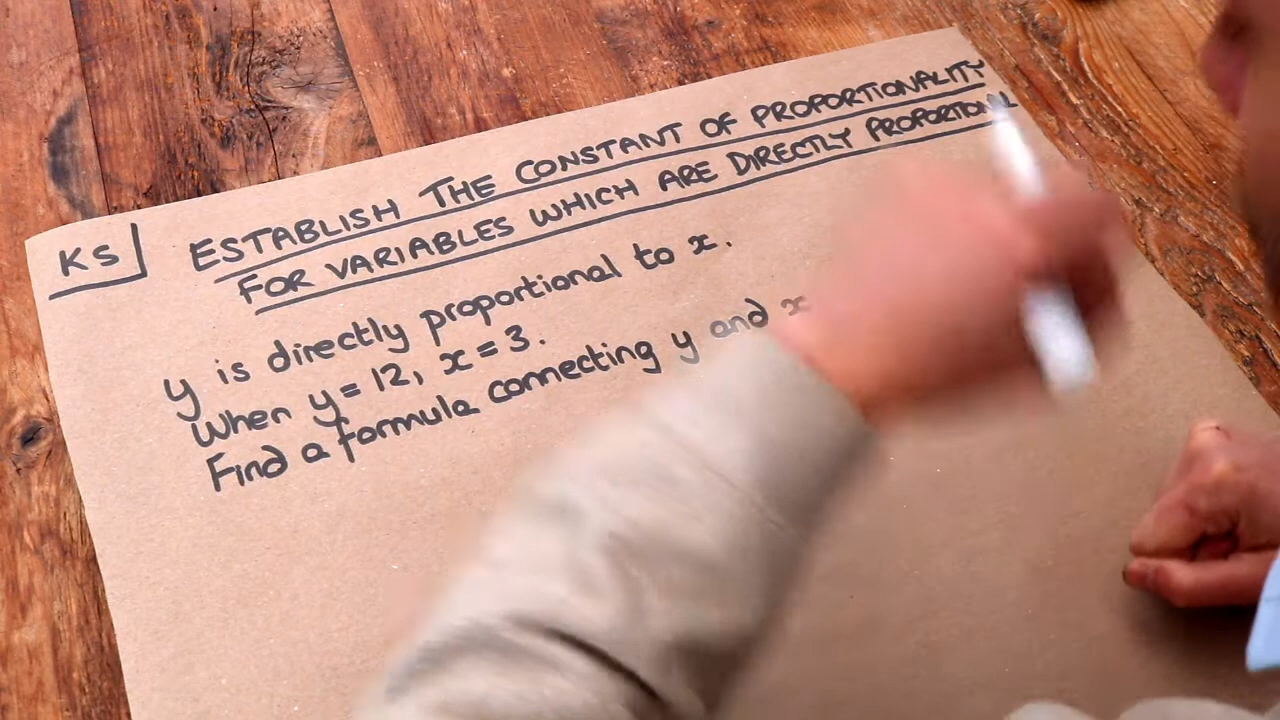 KS
ESTABLISH THE CONSTANT OF PROPORTIONALITY
FOR VARIABLES WHICH ARE DIRECTLY PROPORTIONAL
y is directly proportional to x.
When y = 12, x = 3.
Find a formula connecting y and x